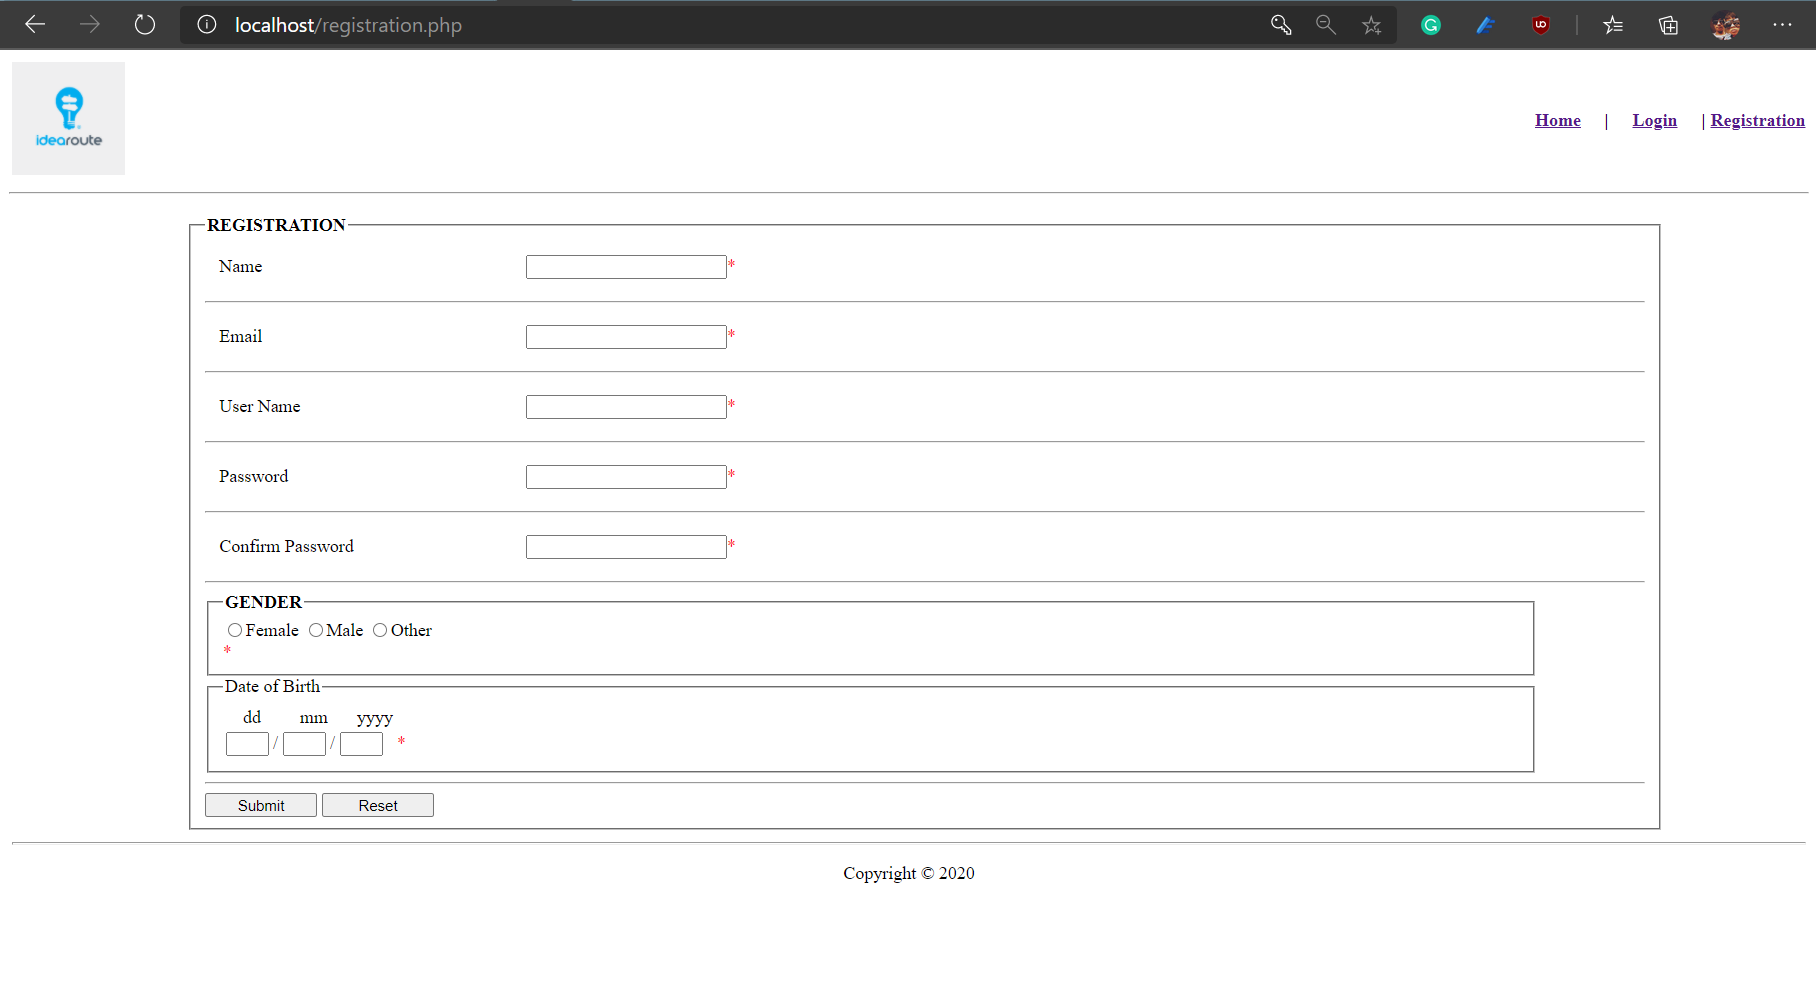 localhost/registration.php
idearoute
Home | Login | Registration
REGISTRATION
Name *
Email *
User Name *
Password *
Confirm Password *
GENDER
Female Male Other
*
Date of Birth
dd mm yyyy
/ / *
Submit Reset
Copyright © 2020